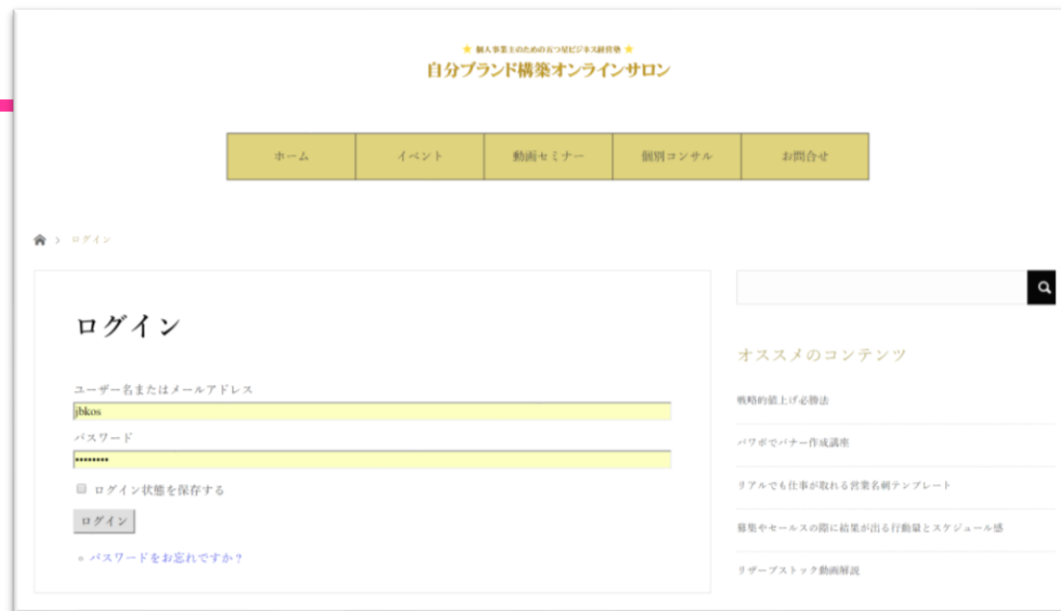 個人事業主のための五つ星ビジネス経営塾
自分ブランド構築オンラインサロン
ホーム
イベント
動画セミナー
個別コンサル
お問合せ
ログイン
ログイン
ユーザー名またはメールアドレス
jbkos
パスワード
••••••••
ログイン状態を保存する
ログイン
パスワードをお忘れですか?
オススメのコンテンツ
戦略的値上げ必勝法
パワポでバナー作成講座
リアルでも仕事が取れる営業名刺テンプレート
募集やセールスの際に結果が出る行動量とスケジュール感
リザーブストック動画解説